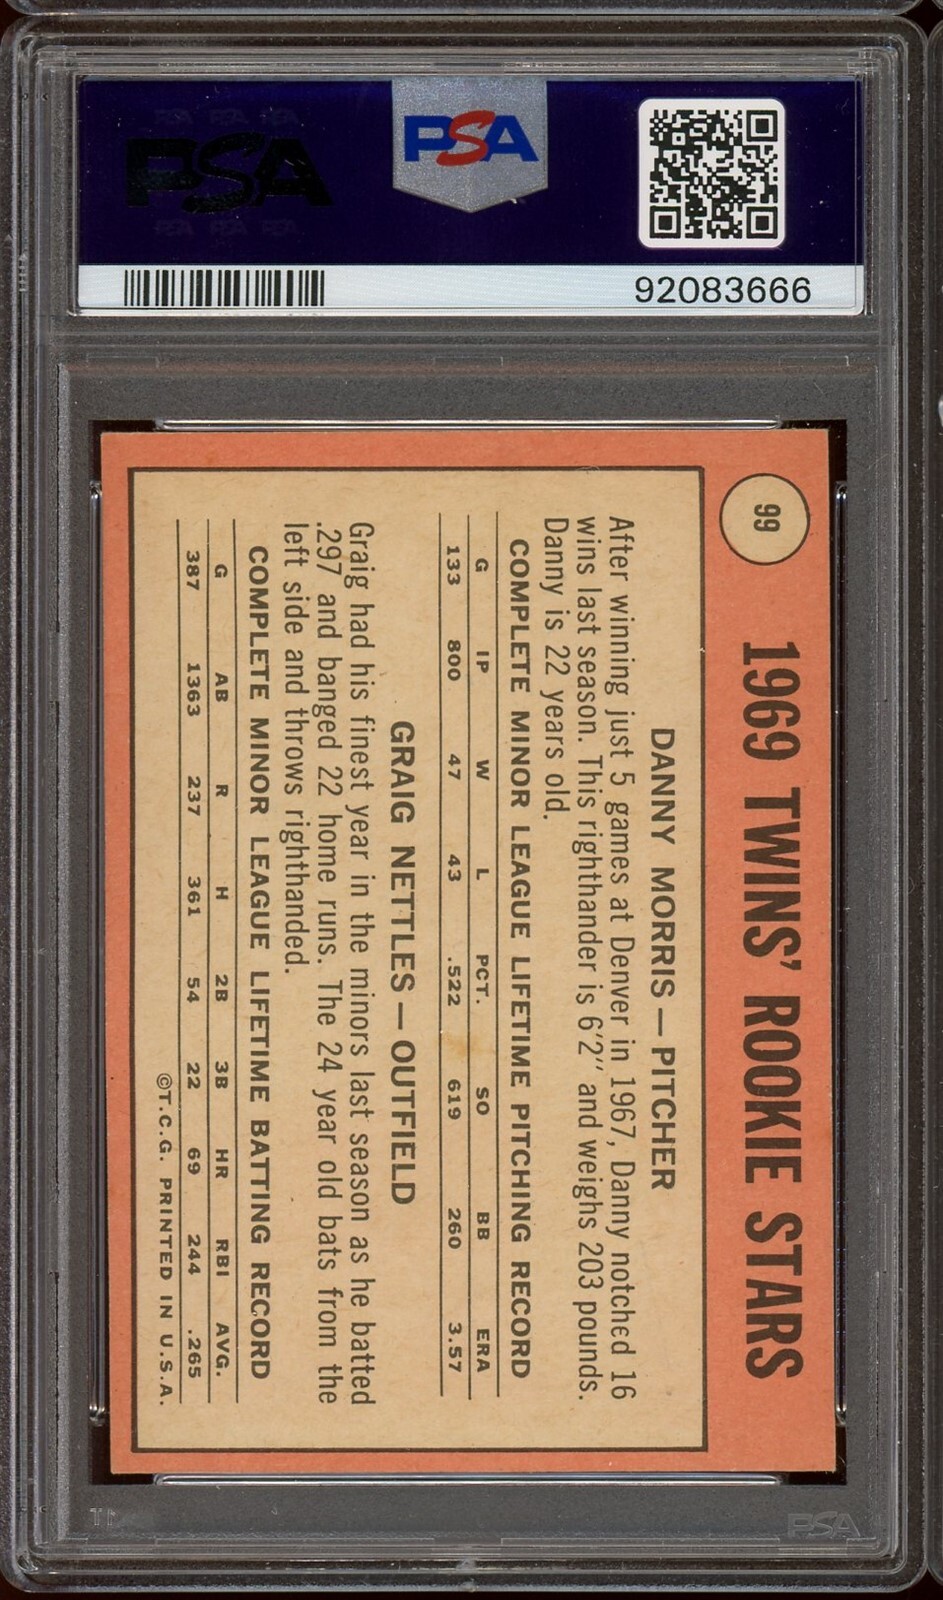 PSA
PSA
92083666
99
1969 TWINS' ROOKIE STARS
DANNY MORRIS—PITCHER
After winning just 5 games at Denver in 1967, Danny notched 16
wins last season. This righthander is 6'2" and weighs 203 pounds.
Danny is 22 years old.
COMPLETE MINOR LEAGUE LIFETIME PITCHING RECORD
G IP W L PCT. SO BB ERA
133 800 47 43 .522 619 260 3.57
GRAIG NETTLES—OUTFIELD
Graig had his finest year in the minors last season as he batted
.297 and banged 22 home runs. The 24 year old bats from the
left side and throws righthanded.
COMPLETE MINOR LEAGUE LIFETIME BATTING RECORD
G AB R H 2B 3B HR RBI AVG.
387 1363 237 361 54 22 69 244 .265
©T.C.G. PRINTED IN U.S.A.
PSA